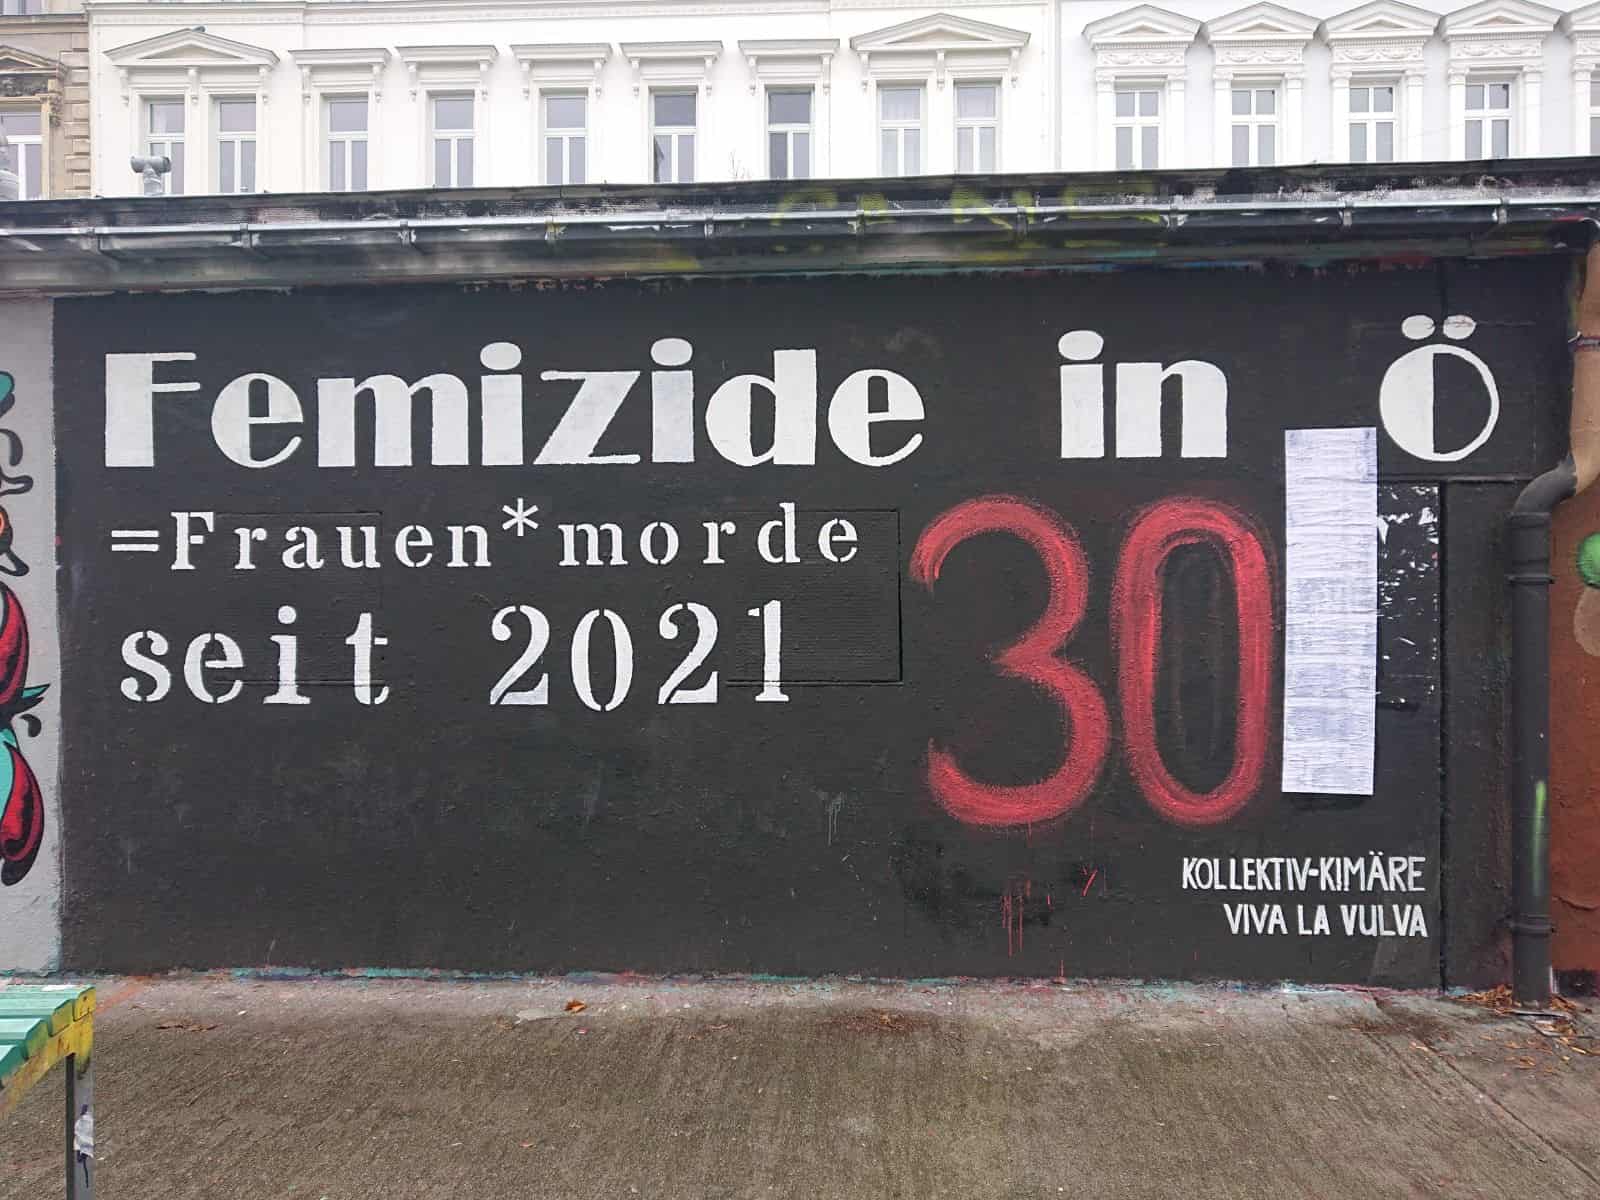 Femizide in Ö
=Frauen*morde
seit 2021
30
KOLLEKTIV-KIMÄRE
VIVA LA VULVA